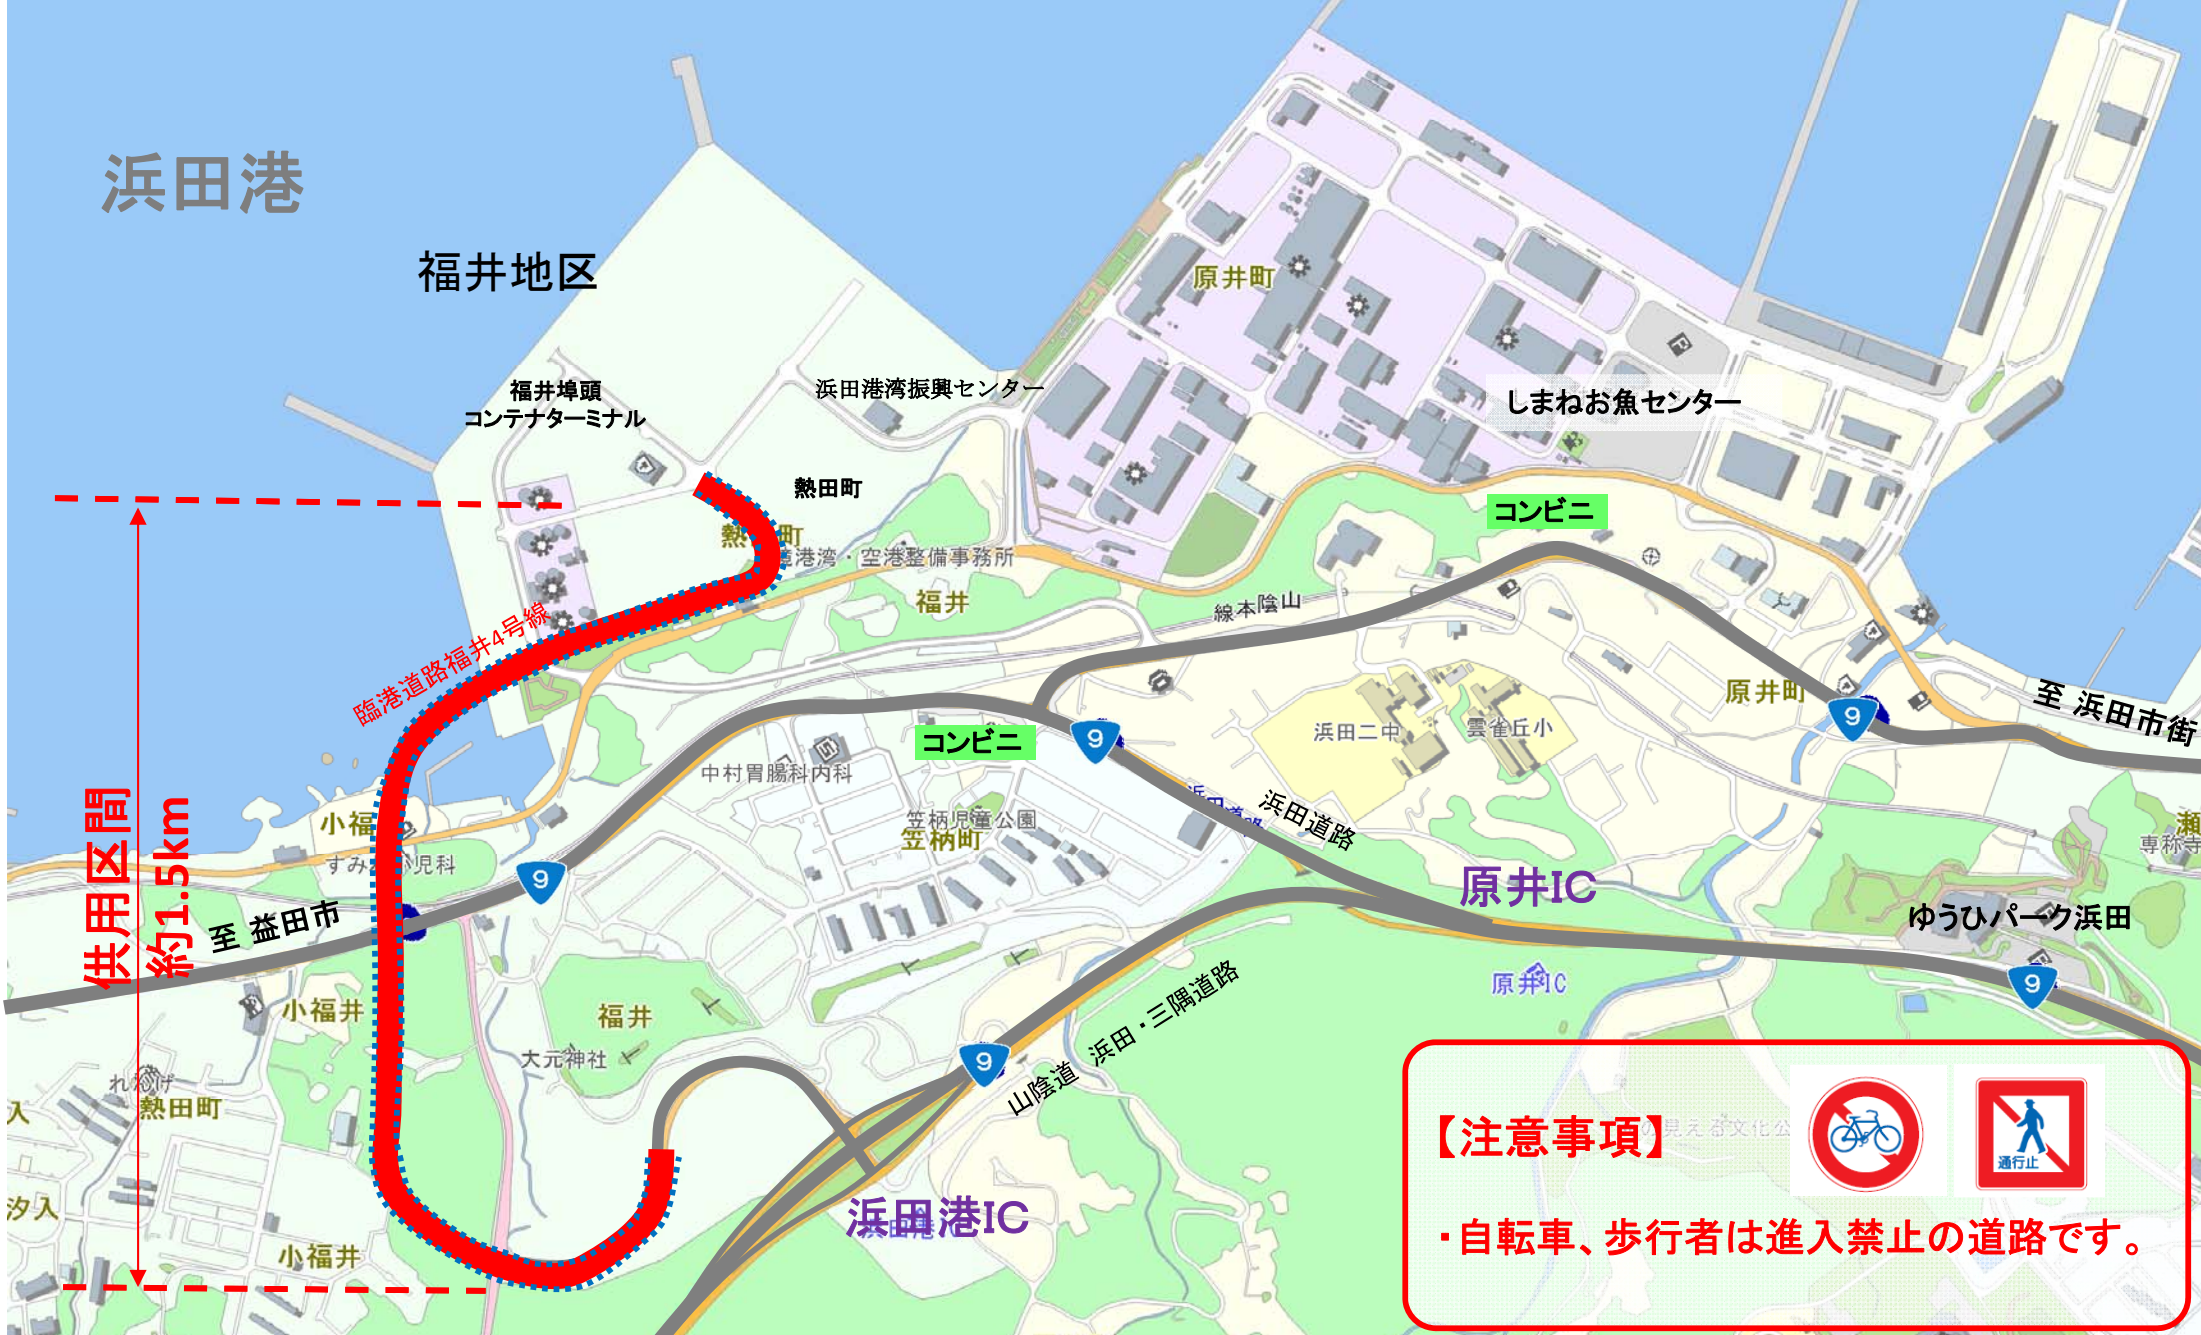 浜田港
福井地区
原井町
福井埠頭
コンテナターミナル
浜田港湾振興センター
しまねお魚センター
熱田町
コンビニ
港湾・空港整備事務所
福井
線本陰山
臨港道路福井4号線
原井町
至 浜田市街
9
コンビニ
9
浜田二中
雲雀丘小
中村胃腸科内科
笠柄児童公園
笠柄町
浜田道路
小福
すみ
児科
専称寺
供用区間
約1.5km
9
至 益田市
原井IC
ゆうひパーク浜田
原井IC
9
小福井
福井
大元神社
9
山陰道 浜田・三隅道路
熱田町
汐入
小福井
浜田港IC
【注意事項】
通行止
・自転車、歩行者は進入禁止の道路です。